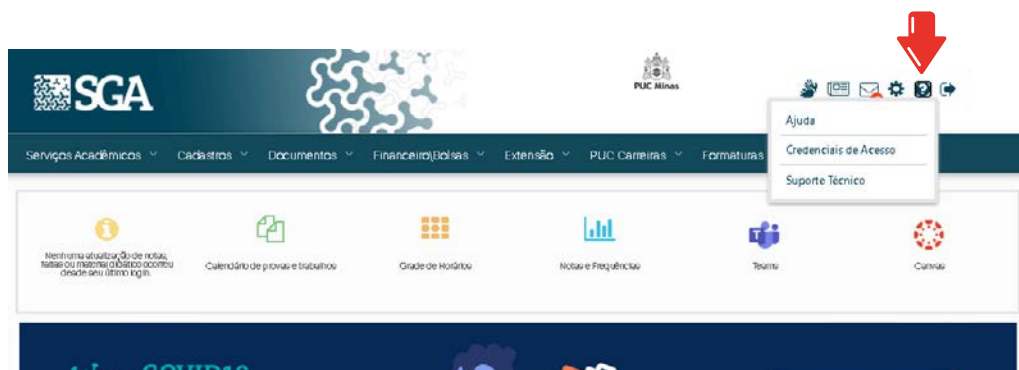 SGA
PUC Minas
Ajuda
Credenciais de Acesso
Suporte Técnico
Serviços Acadêmicos
Cadastros
Documentos
Financeiro\Bolsas
Extensão
PUC Carreiras
Formaturas
Nenhuma atualização de notas,
faltas ou material didático ocorreu
desde seu último login.
Calendário de provas e trabalhos
Grade de Horários
Notas e Frequências
Teams
Canvas